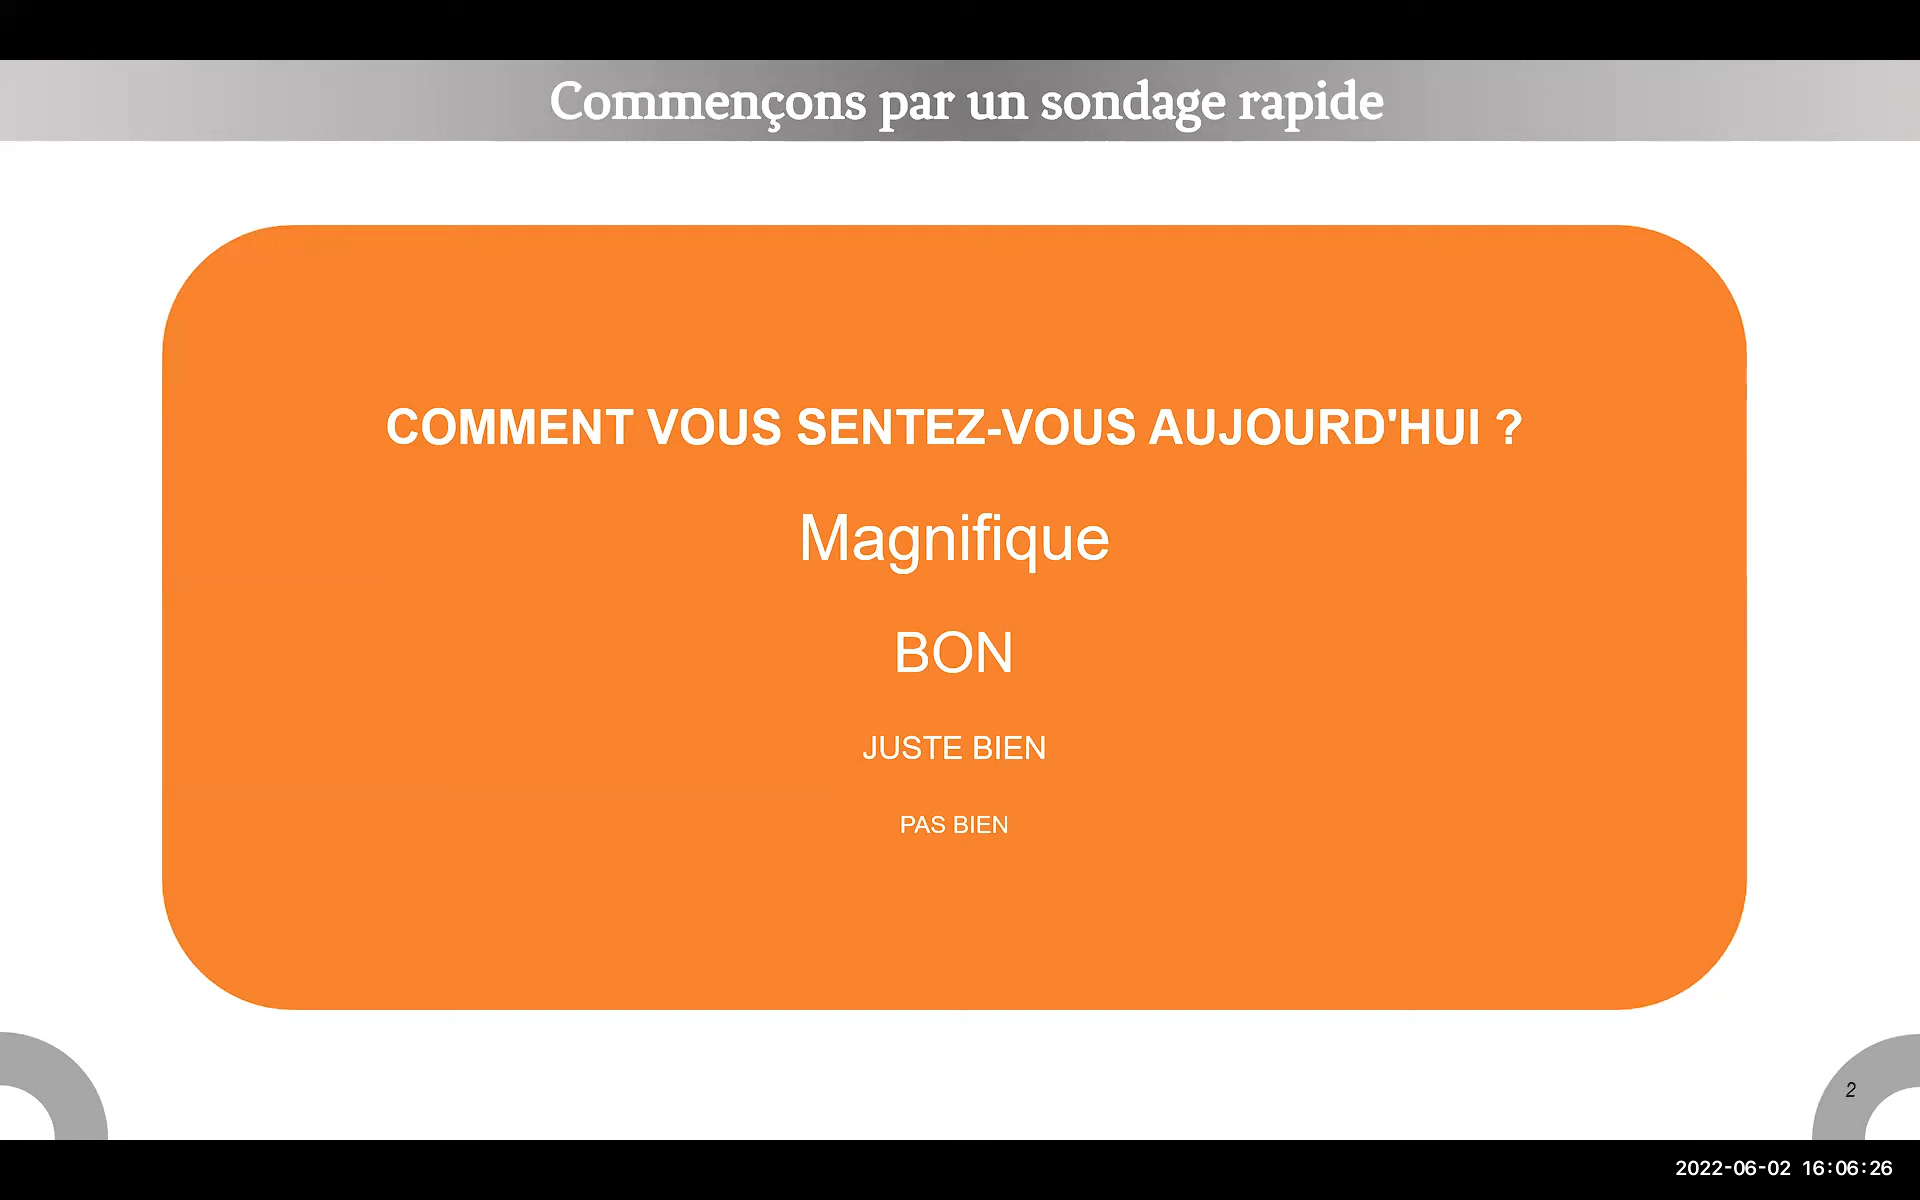 Commençons par un sondage rapide
COMMENT VOUS SENTEZ-VOUS AUJOURD'HUI ?
Magnifique
BON
JUSTE BIEN
PAS BIEN
2
2022-06-02 16:06:26